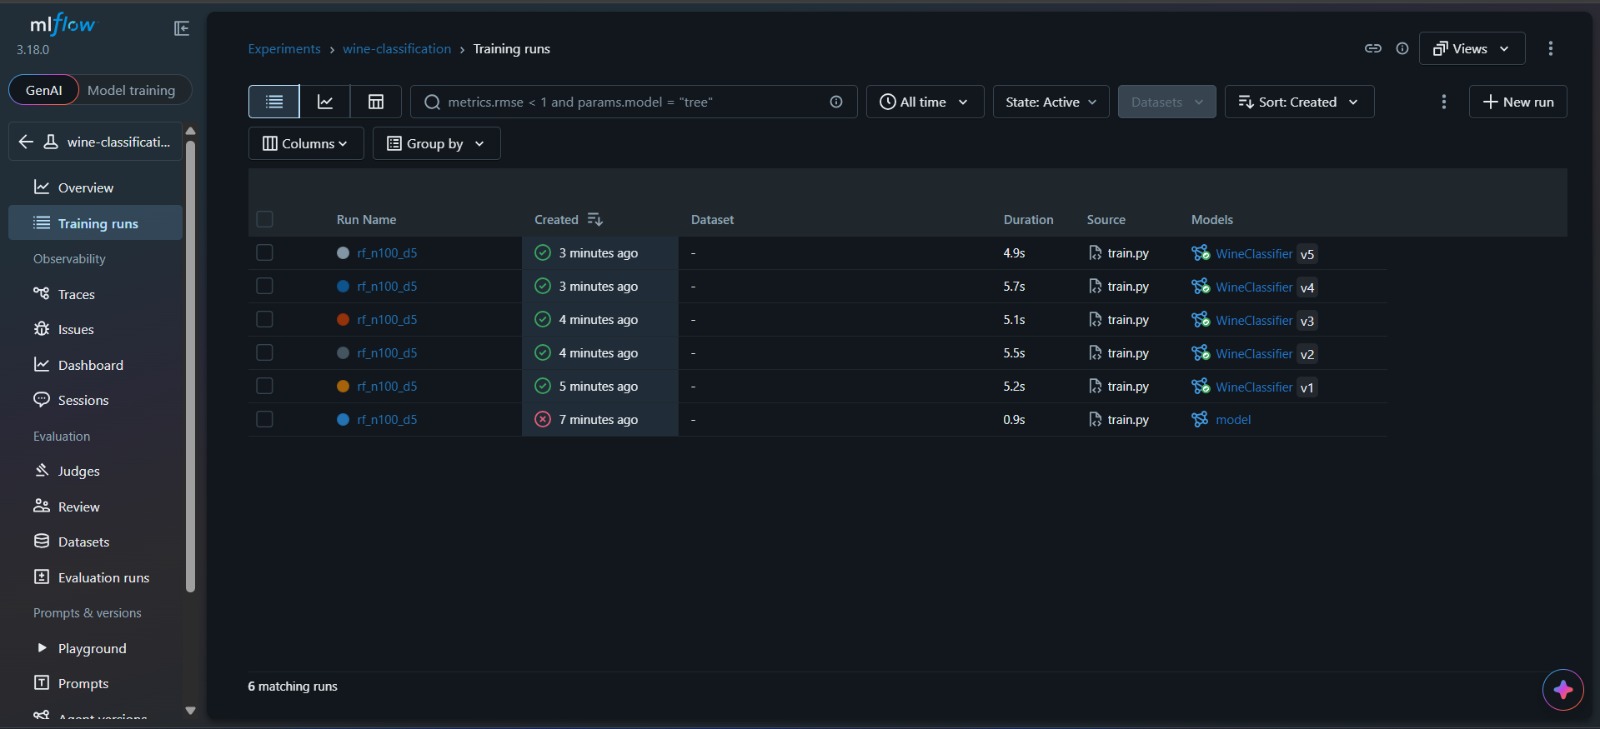 mlflow
3.18.0
GenAI Model training
wine-classificati...
Overview
Training runs
Observability
Traces
Issues
Dashboard
Sessions
Evaluation
Judges
Review
Datasets
Evaluation runs
Prompts & versions
Playground
Prompts
Agent versions
Experiments > wine-classification > Training runs
Views
metrics.rmse < 1 and params.model = "tree"
All time
State: Active
Datasets
Sort: Created
New run
Columns
Group by
Run Name Created Dataset Duration Source Models
rf_n100_d5 3 minutes ago - 4.9s train.py WineClassifier v5
rf_n100_d5 3 minutes ago - 5.7s train.py WineClassifier v4
rf_n100_d5 4 minutes ago - 5.1s train.py WineClassifier v3
rf_n100_d5 4 minutes ago - 5.5s train.py WineClassifier v2
rf_n100_d5 5 minutes ago - 5.2s train.py WineClassifier v1
rf_n100_d5 7 minutes ago - 0.9s train.py model
6 matching runs